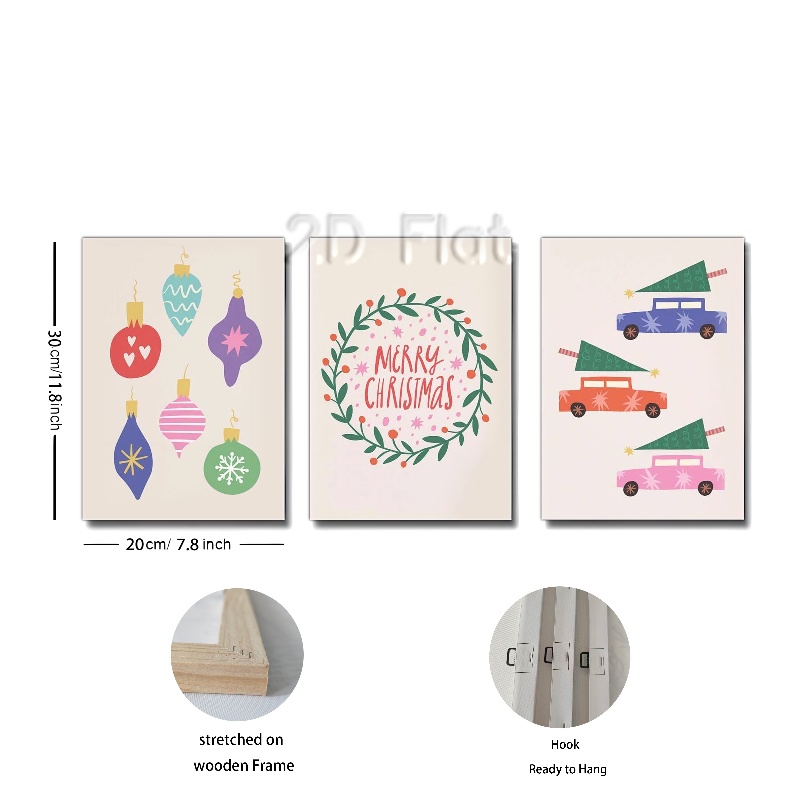 2D Flat
MERRY
CHRISTMAS
30cm/11.8inch
20cm/ 7.8 inch
stretched on
wooden Frame
Hook
Ready to Hang